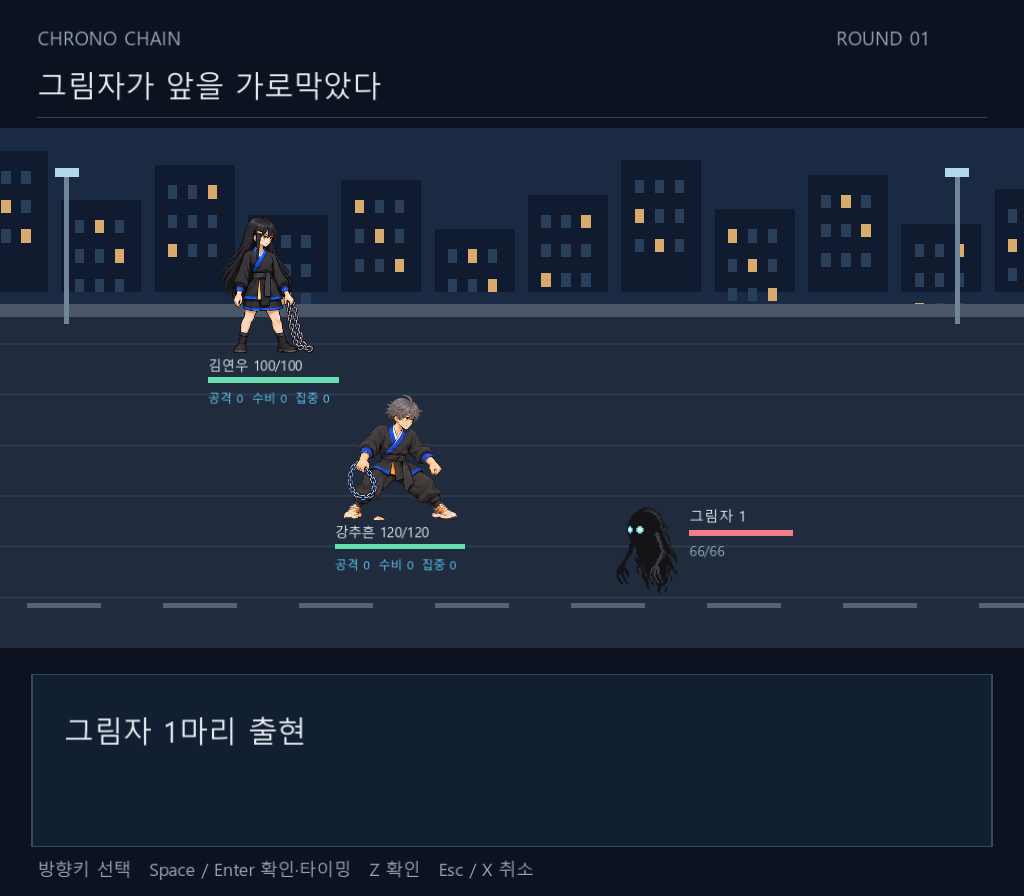 CHRONO CHAIN
ROUND 01
그림자가 앞을 가로막았다
김연우 100/100
공격 0 수비 0 집중 0
강추흔 120/120
공격 0 수비 0 집중 0
그림자 1
66/66
그림자 1마리 출현
방향키 선택 Space / Enter 확인·타이밍 Z 확인 Esc / X 취소